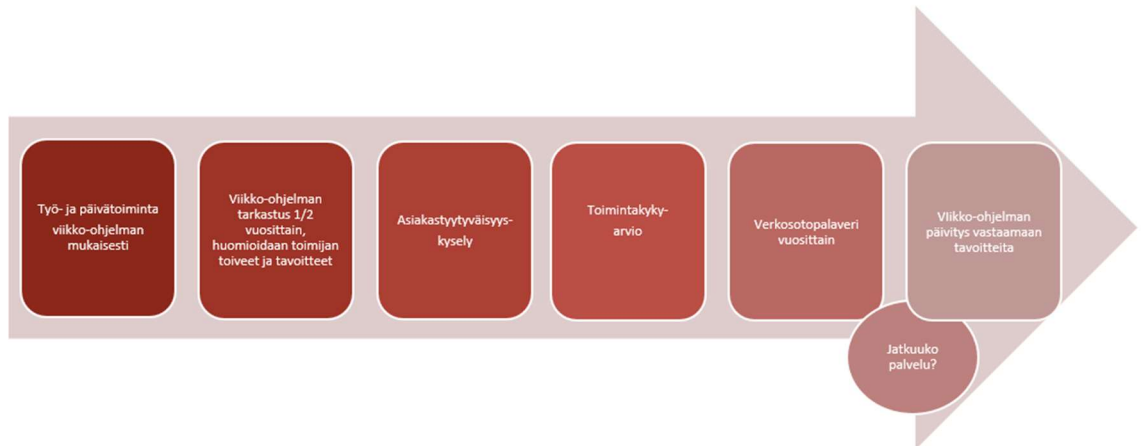 Työ- ja päivätoiminta
viikko-ohjelman
mukaisesti
Viikko-ohjelman
tarkastus 1/2
vuosittain,
huomioidaan toimijan
toiveet ja tavoitteet
Asiakastyytyväisyys-
kysely
Toimintakyky-
arvio
Verkosotopalaveri
vuosittain
VIikko-ohjelman
päivitys vastaamaan
tavoitteita
Jatkuuko
palvelu?